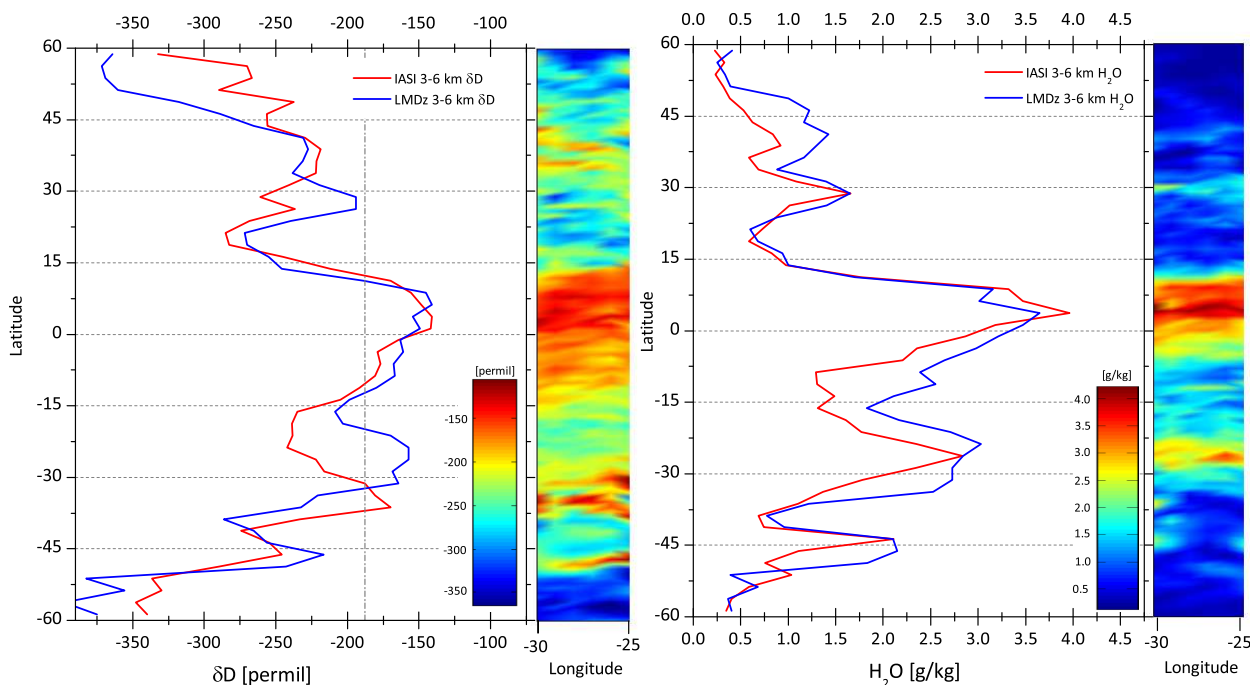 -350 -300 -250 -200 -150 -100
60
45
30
15
0
-15
-30
-45
-60
Latitude
IASI 3-6 km δD
LMDz 3-6 km δD
[permil]
-150
-200
-250
-300
-350
-350 -300 -250 -200 -150 -100
δD [permil]
-30 -25
Longitude
0.0 0.5 1.0 1.5 2.0 2.5 3.0 3.5 4.0 4.5
60
45
30
15
0
-15
-30
-45
-60
Latitude
IASI 3-6 km H2O
LMDz 3-6 km H2O
[g/kg]
4.0
3.5
3.0
2.5
2.0
1.5
1.0
0.5
0.0 0.5 1.0 1.5 2.0 2.5 3.0 3.5 4.0 4.5
H2O [g/kg]
-30 -25
Longitude